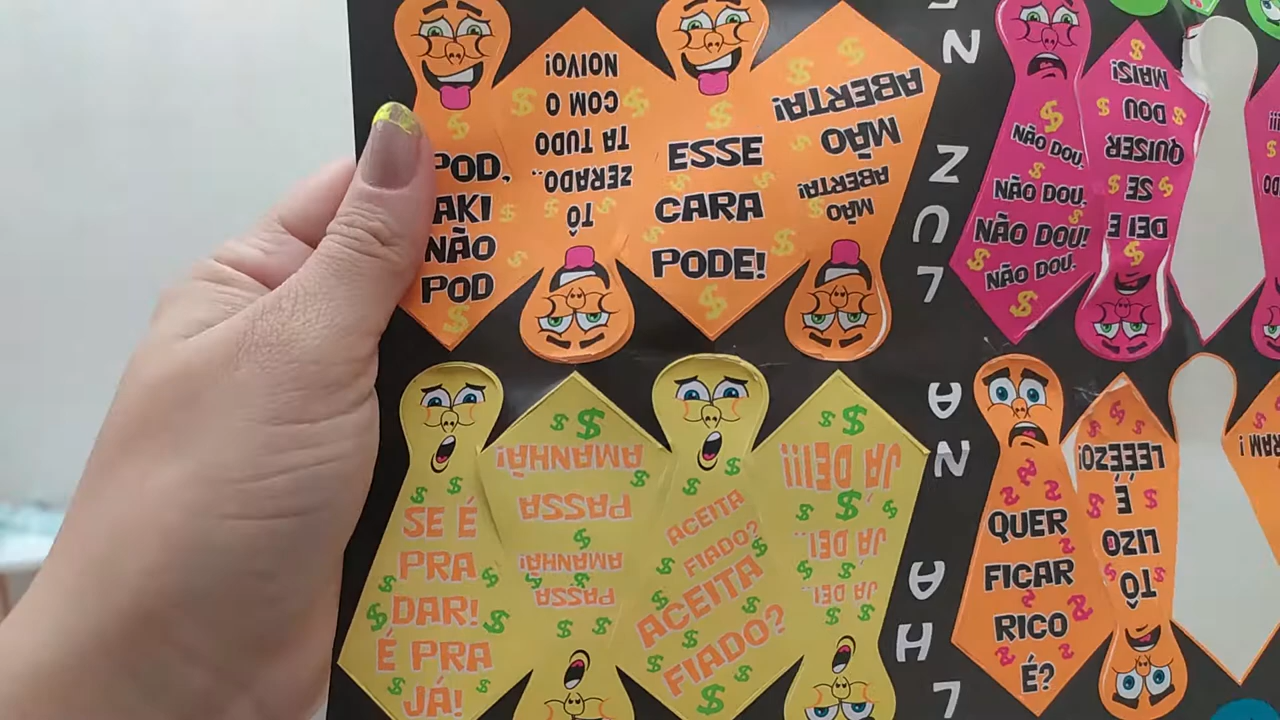 POD,
AKI
NÃO
POD
TÔ
ZERADO..
TA TUDO
COM O
NOIVO!
ESSE
CARA
PODE!
MÃO
ABERTA!
MÃO
ABERTA!
NÃO DOU,
NÃO DOU,
NÃO DOU!
NÃO DOU.
DEI E
SE
QUISER
DOU
MAIS!
SE É
PRA
DAR!
É PRA
JÁ!
PASSA
AMANHÃ!
PASSA
AMANHÃ!
ACEITA
FIADO?
ACEITA
FIADO?
JA DEI..
JÁ DEI..
JÁ DEI!!!
QUER
FICAR
RICO
É?
TÔ
LIZO
É
LEEEZO!